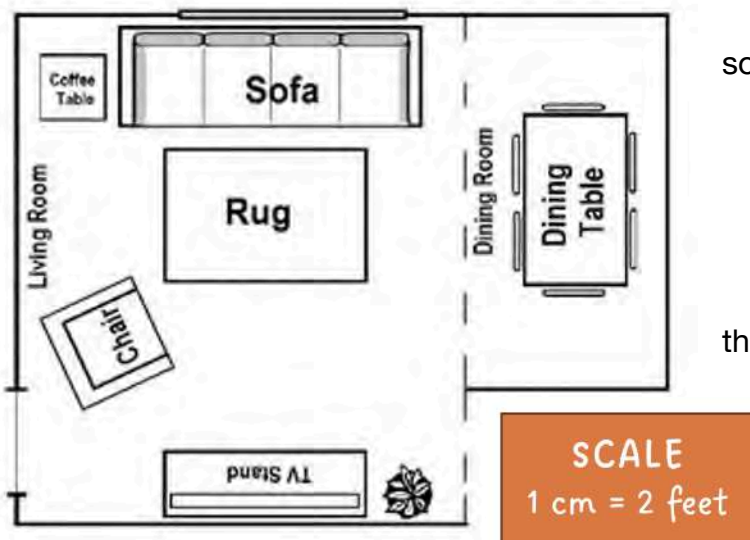 Coffee
Table
Sofa
Living Room
Rug
Dining Room
Dining
Table
Chair
TV Stand
SCALE
1 cm = 2 feet